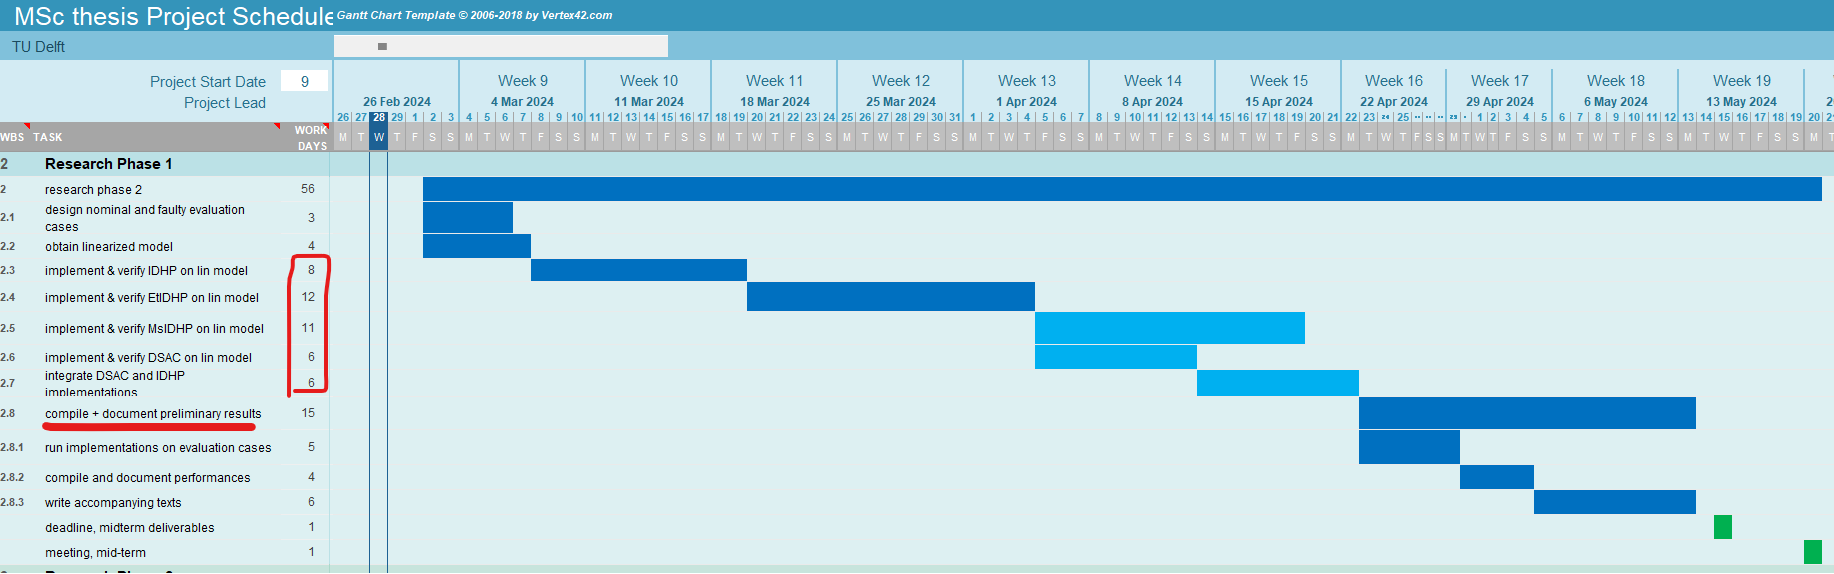 MSc thesis Project Schedule Gantt Chart Template © 2006-2018 by Vertex42.com
TU Delft
Project Start Date 9 Week 9 Week 10 Week 11 Week 12 Week 13 Week 14 Week 15 Week 16 Week 17 Week 18 Week 19
Project Lead 26 Feb 2024 4 Mar 2024 11 Mar 2024 18 Mar 2024 25 Mar 2024 1 Apr 2024 8 Apr 2024 15 Apr 2024 22 Apr 2024 29 Apr 2024 6 May 2024 13 May 2024
26 27 28 29 1 2 3 4 5 6 7 8 9 10 11 12 13 14 15 16 17 18 19 20 21 22 23 24 25 26 27 28 29 30 31 1 2 3 4 5 6 7 8 9 10 11 12 13 14 15 16 17 18 19 20 21 22 23 24 25 29 1 2 3 4 5 6 7 8 9 10 11 12 13 14 15 16 17 18 19 20
WBS TASK WORK DAYS M T W T F S S M T W T F S S M T W T F S S M T W T F S S M T W T F S S M T W T F S S M T W T F S S M T W T F S S M T W T F S S M T W T F S S M T W T F S S M T W T F S S M
2 Research Phase 1
2 research phase 2 56
2.1 design nominal and faulty evaluation cases 3
2.2 obtain linearized model 4
2.3 implement & verify IDHP on lin model 8
2.4 implement & verify EtIDHP on lin model 12
2.5 implement & verify MsIDHP on lin model 11
2.6 implement & verify DSAC on lin model 6
2.7 integrate DSAC and IDHP implementations 6
2.8 compile + document preliminary results 15
2.8.1 run implementations on evaluation cases 5
2.8.2 compile and document performances 4
2.8.3 write accompanying texts 6
deadline, midterm deliverables 1
meeting, mid-term 1